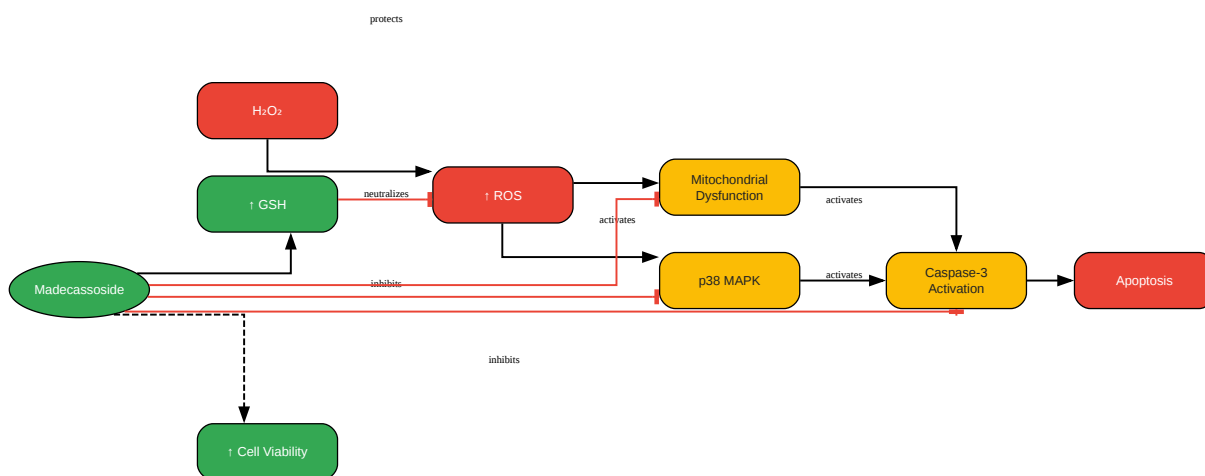 protects
H₂O₂
↑ GSH
neutralizes
↑ ROS
Mitochondrial
Dysfunction
activates
activates
Madecassoside
inhibits
p38 MAPK
activates
Caspase-3
Activation
Apoptosis
inhibits
↑ Cell Viability